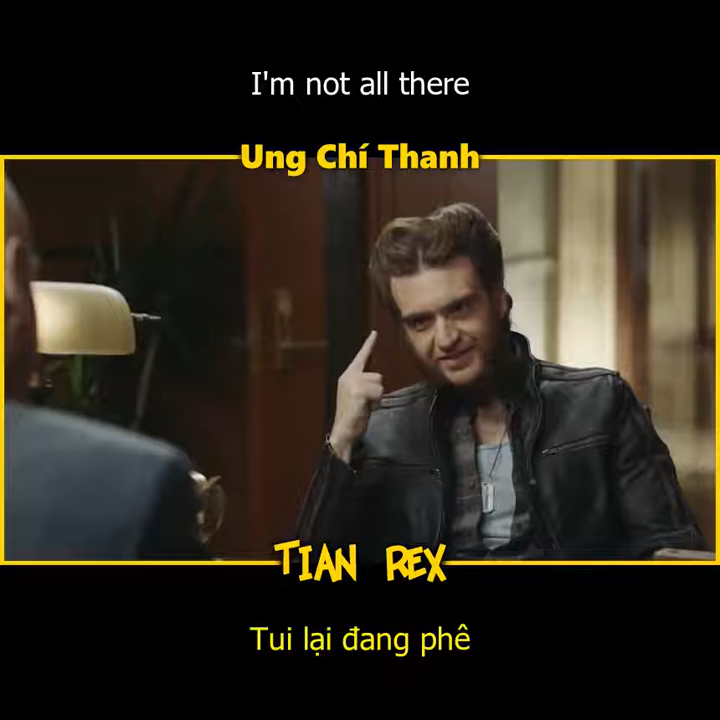 I'm not all there
Ung Chí Thanh
TIAN REX
Tui lại đang phê